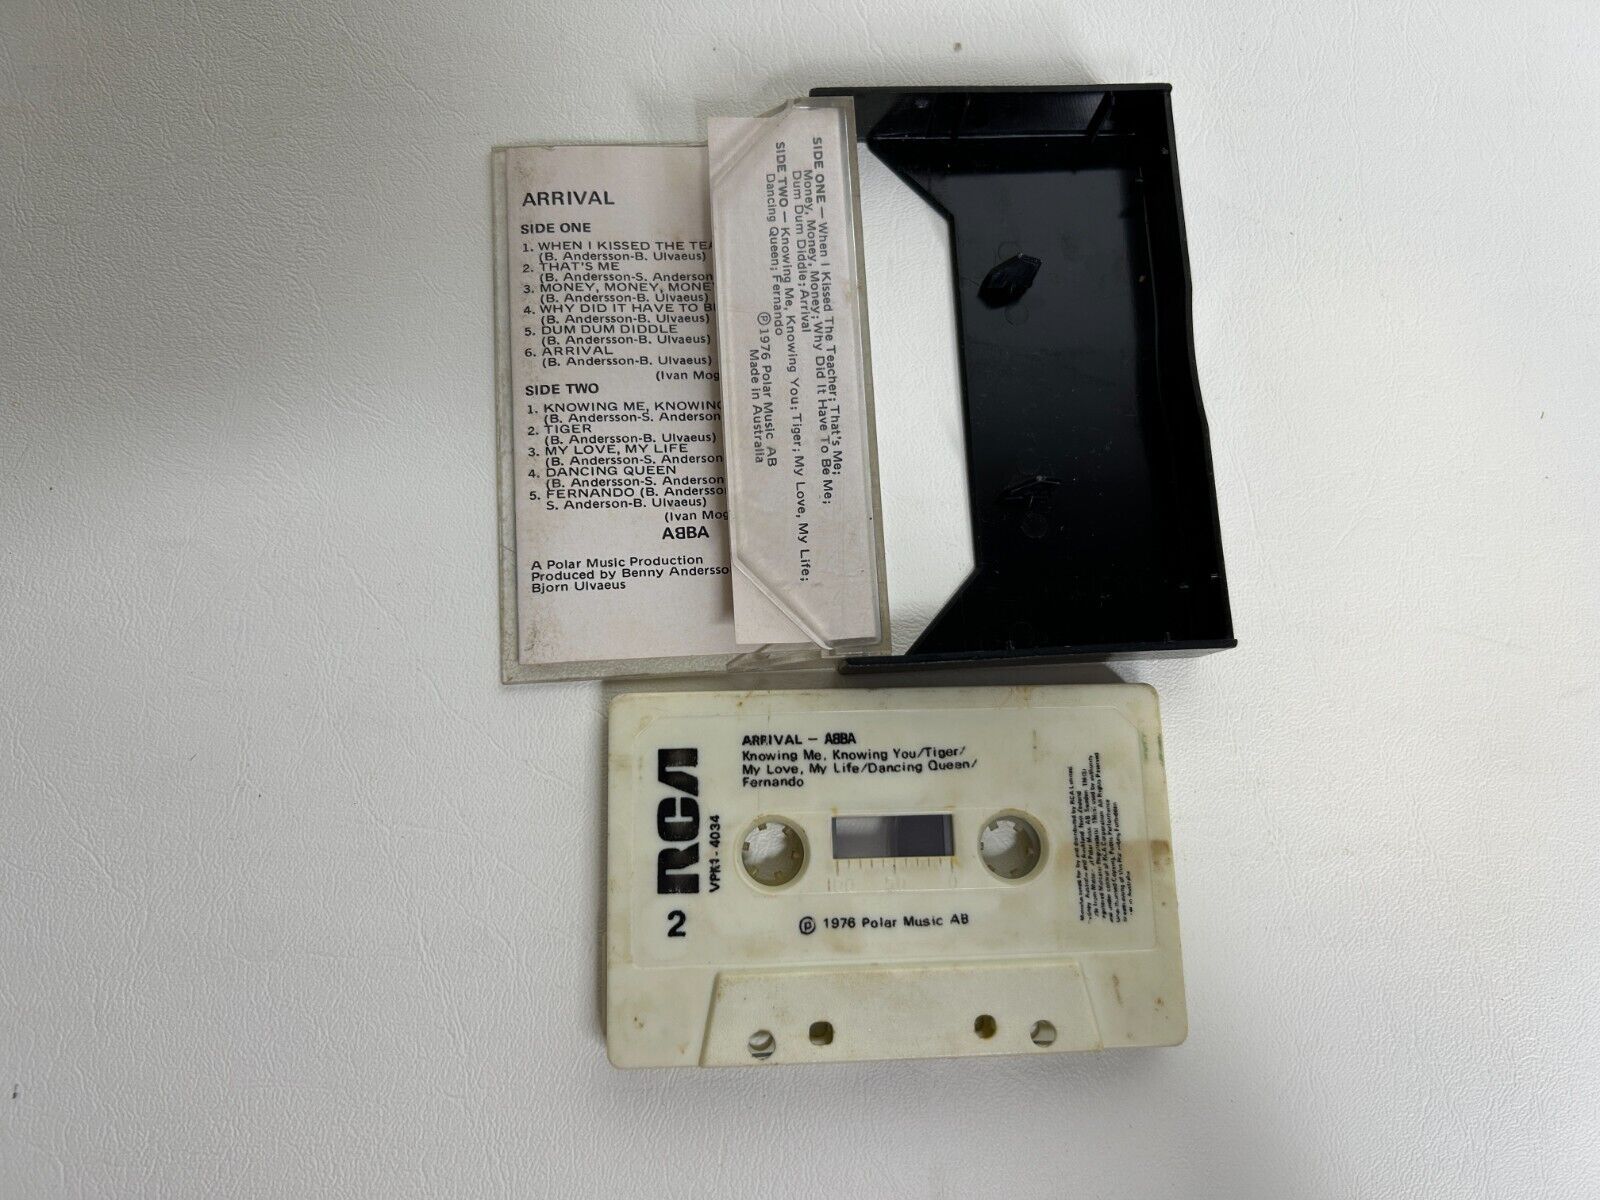 ARRIVAL
SIDE ONE
1. WHEN I KISSED THE TEA
(B. Andersson-B. Ulvaeus)
2. THAT'S ME
(B. Andersson-S. Anderson
3. MONEY, MONEY, MONEY
(B. Andersson-B. Ulvaeus)
4. WHY DID IT HAVE TO B
(B. Andersson-B. Ulvaeus)
5. DUM DUM DIDDLE
(B. Andersson-B. Ulvaeus)
6. ARRIVAL
(B. Andersson-B. Ulvaeus)
(Ivan Mog
SIDE TWO
1. KNOWING ME, KNOWING
(B. Andersson-S. Anderson
2. TIGER
(B. Andersson-B. Ulvaeus)
3. MY LOVE, MY LIFE
(B. Andersson-S. Anderson
4. DANCING QUEEN
(B. Andersson-S. Anderson
5. FERNANDO (B. Andersso
S. Anderson-B. Ulvaeus)
(Ivan Mog
ABBA
A Polar Music Production
Produced by Benny Andersso
Bjorn Ulvaeus
SIDE ONE — When I Kissed The Teacher; That's Me;
Money, Money, Money; Why Did It Have To Be Me;
Dum Dum Diddle; Arrival
SIDE TWO — Knowing Me, Knowing You; Tiger; My Love, My Life;
Dancing Queen; Fernando
Ⓟ 1976 Polar Music AB
Made in Australia
RCA
VPK1-4034
2
ARRIVAL — ABBA
Knowing Me, Knowing You/Tiger/
My Love, My Life/Dancing Queen/
Fernando
100 50 0
Ⓟ 1976 Polar Music AB